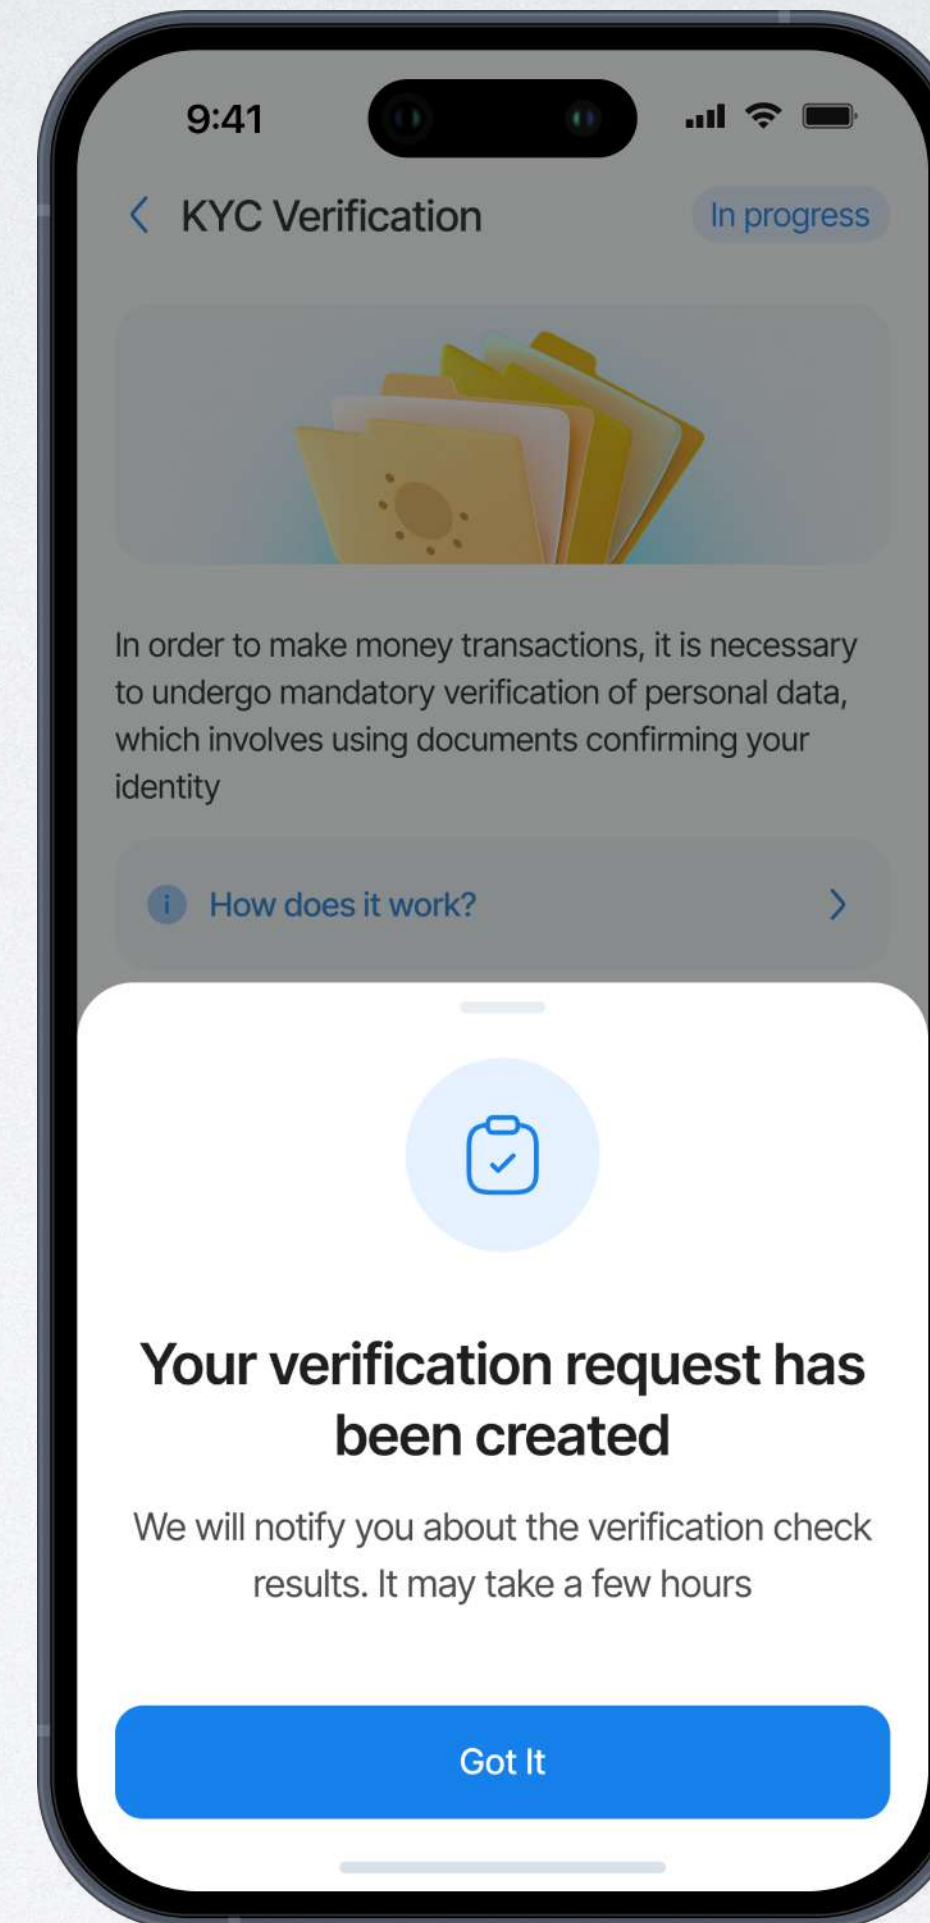 9:41
KYC Verification
In progress
In order to make money transactions, it is necessary
to undergo mandatory verification of personal data,
which involves using documents confirming your
identity
i How does it work?
Your verification request has
been created
We will notify you about the verification check
results. It may take a few hours
Got It